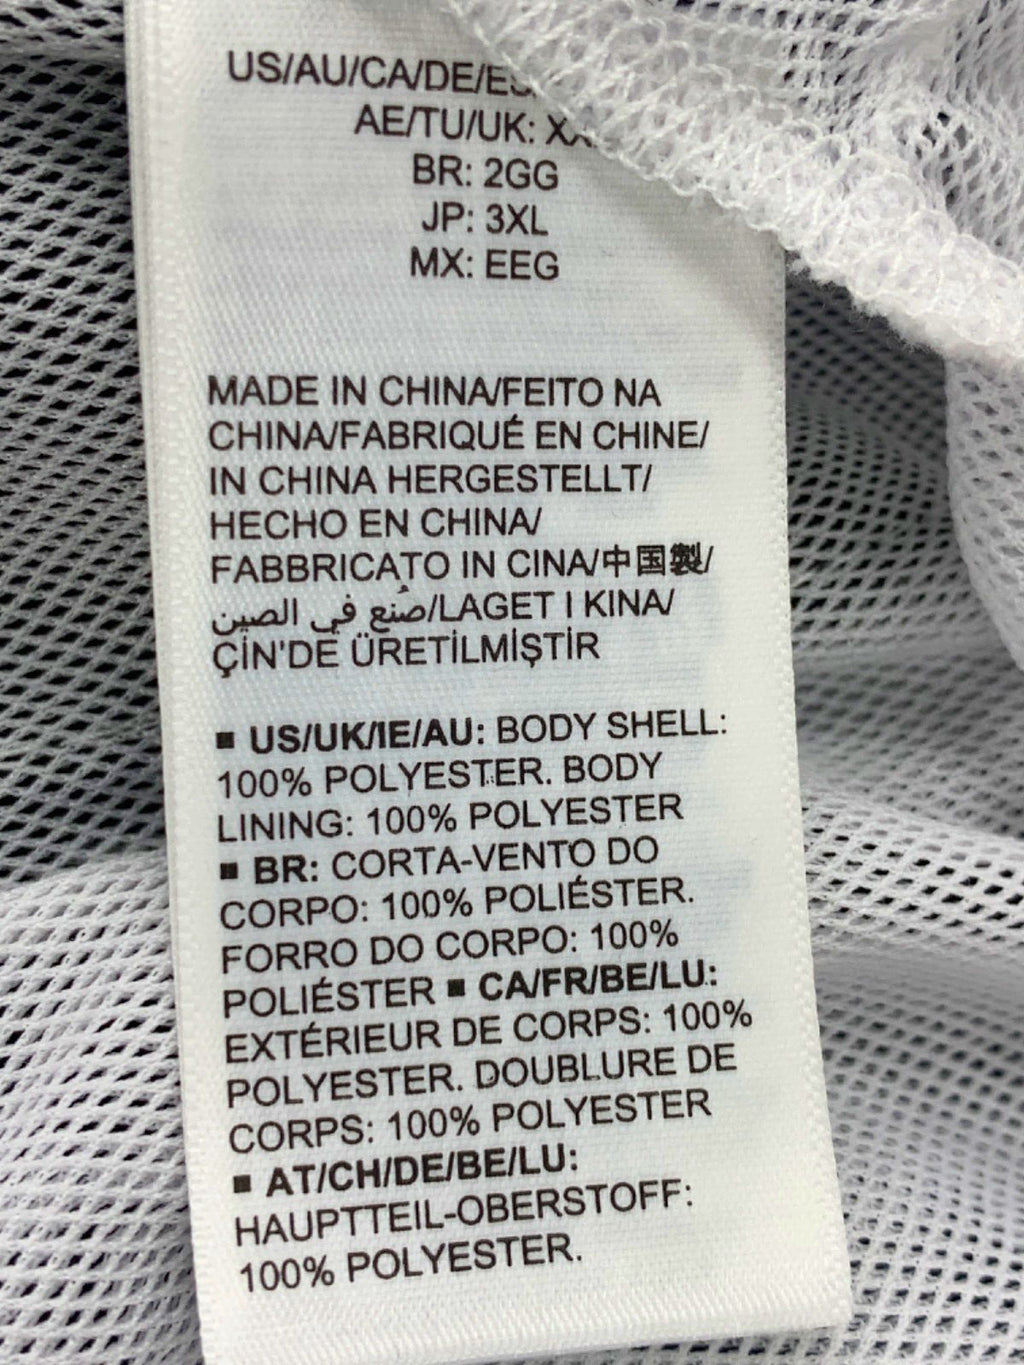 US/AU/CA/DE/
AE/TU/UK:
BR: 2GG
JP: 3XL
MX: EEG
MADE IN CHINA/FEITO NA
CHINA/FABRIQUÉ EN CHINE/
IN CHINA HERGESTELLT/
HECHO EN CHINA/
FABBRICATO IN CINA/中国製/
صُنع في الصين/LAGET I KINA/
ÇİN'DE ÜRETİLMİŞTİR
▪ US/UK/IE/AU: BODY SHELL:
100% POLYESTER. BODY
LINING: 100% POLYESTER
▪ BR: CORTA-VENTO DO
CORPO: 100% POLIÉSTER.
FORRO DO CORPO: 100%
POLIÉSTER ▪ CA/FR/BE/LU:
EXTÉRIEUR DE CORPS: 100%
POLYESTER. DOUBLURE DE
CORPS: 100% POLYESTER
▪ AT/CH/DE/BE/LU:
HAUPTTEIL-OBERSTOFF:
100% POLYESTER.